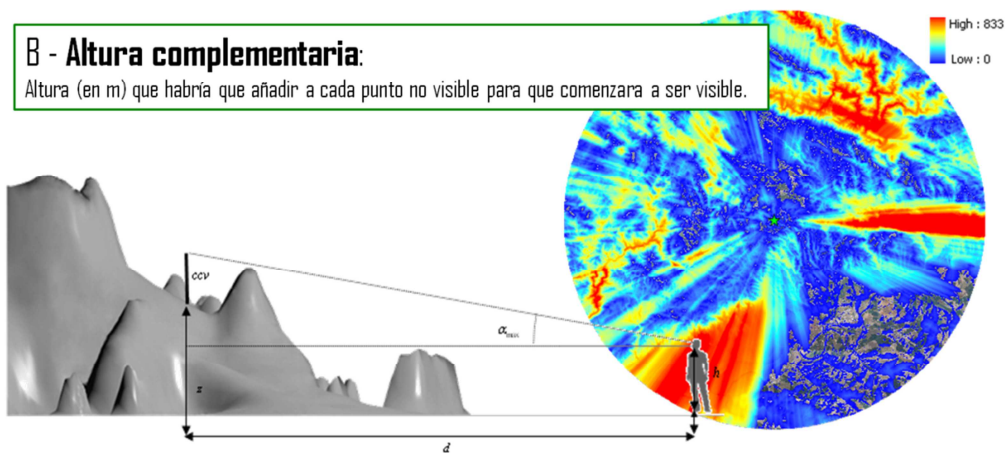 B - Altura complementaria:
Altura (en m) que habría que añadir a cada punto no visible para que comenzara a ser visible.
High : 833
Low : 0
ccv
α max
z
h
d